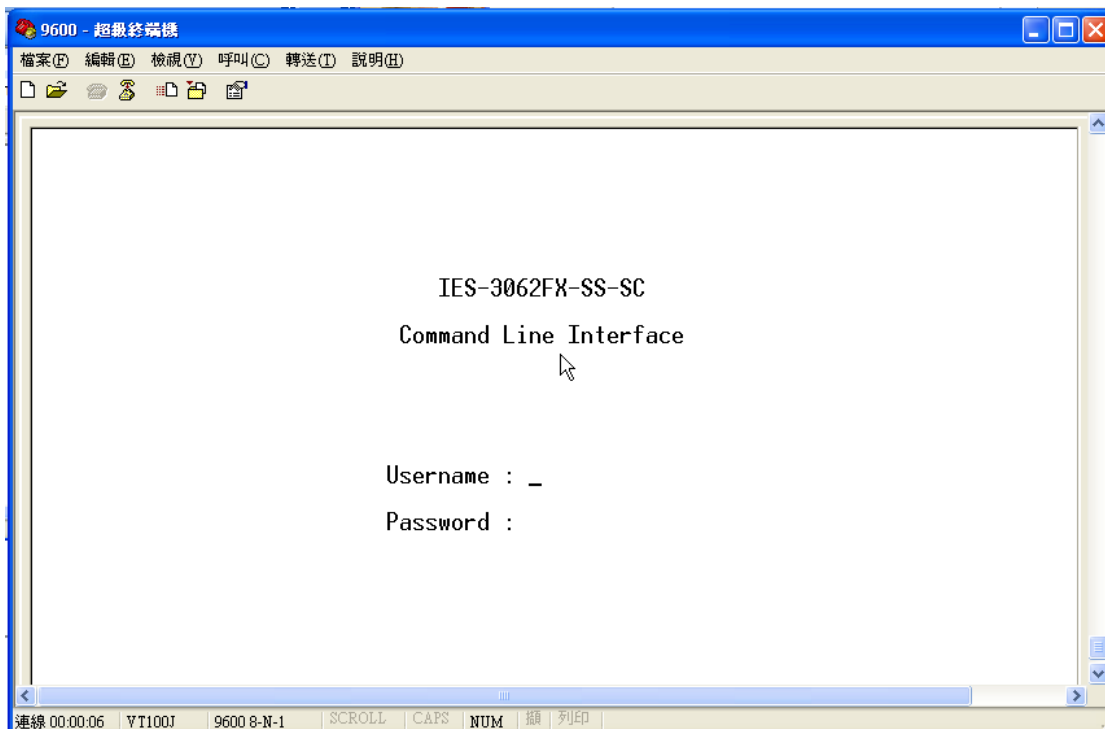 9600 - 超級終端機
檔案(F) 編輯(E) 檢視(V) 呼叫(C) 轉送(T) 說明(H)
IES-3062FX-SS-SC
Command Line Interface
Username : _
Password :
連線 00:00:06 VT100J 9600 8-N-1 SCROLL CAPS NUM 擷 列印